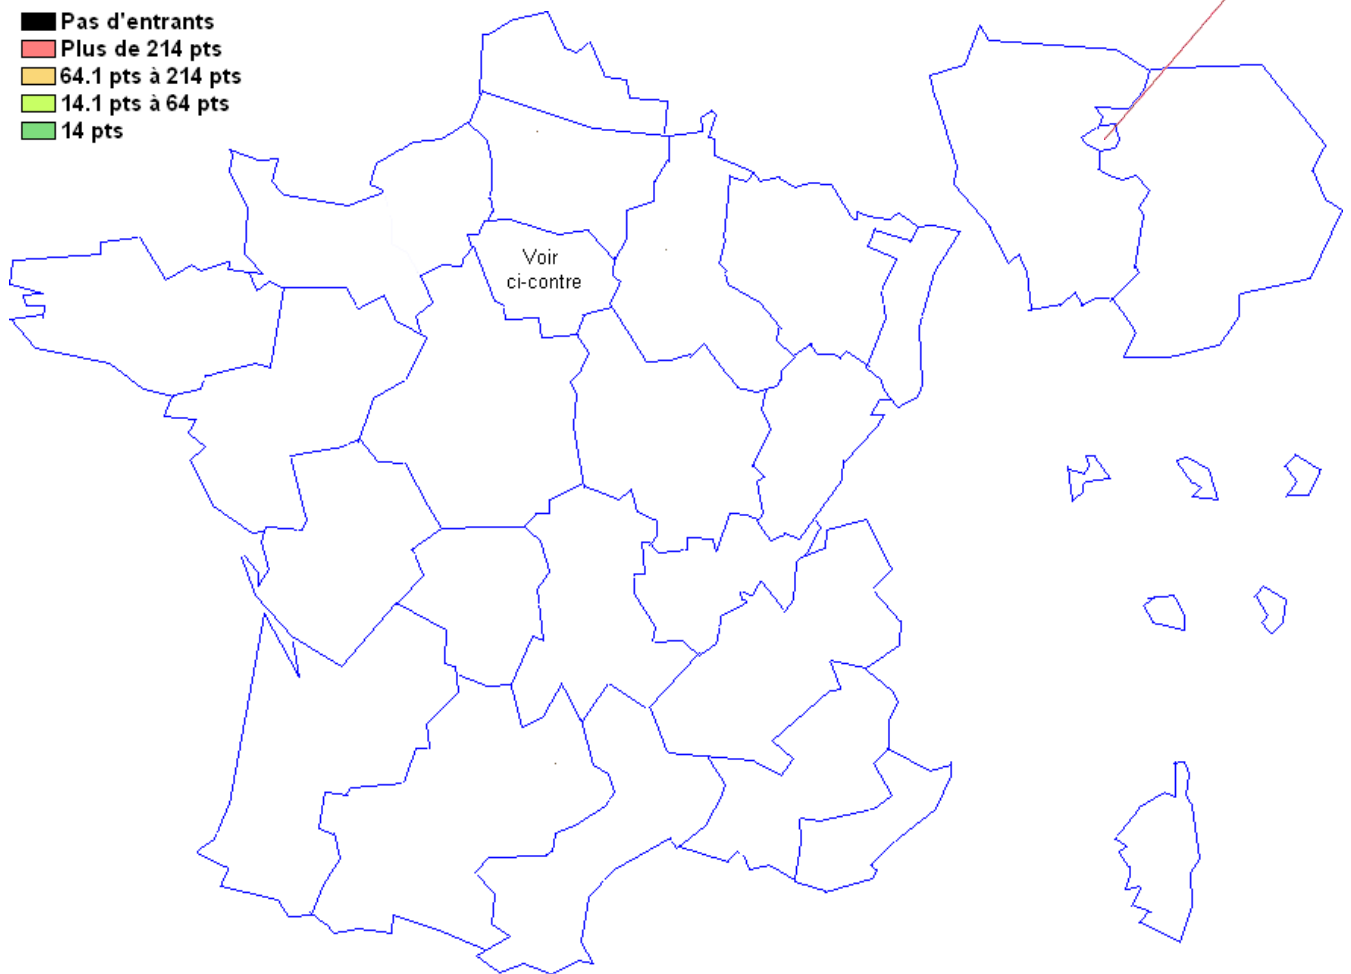 Pas d'entrants
Plus de 214 pts
64.1 pts à 214 pts
14.1 pts à 64 pts
14 pts
Voir
ci-contre